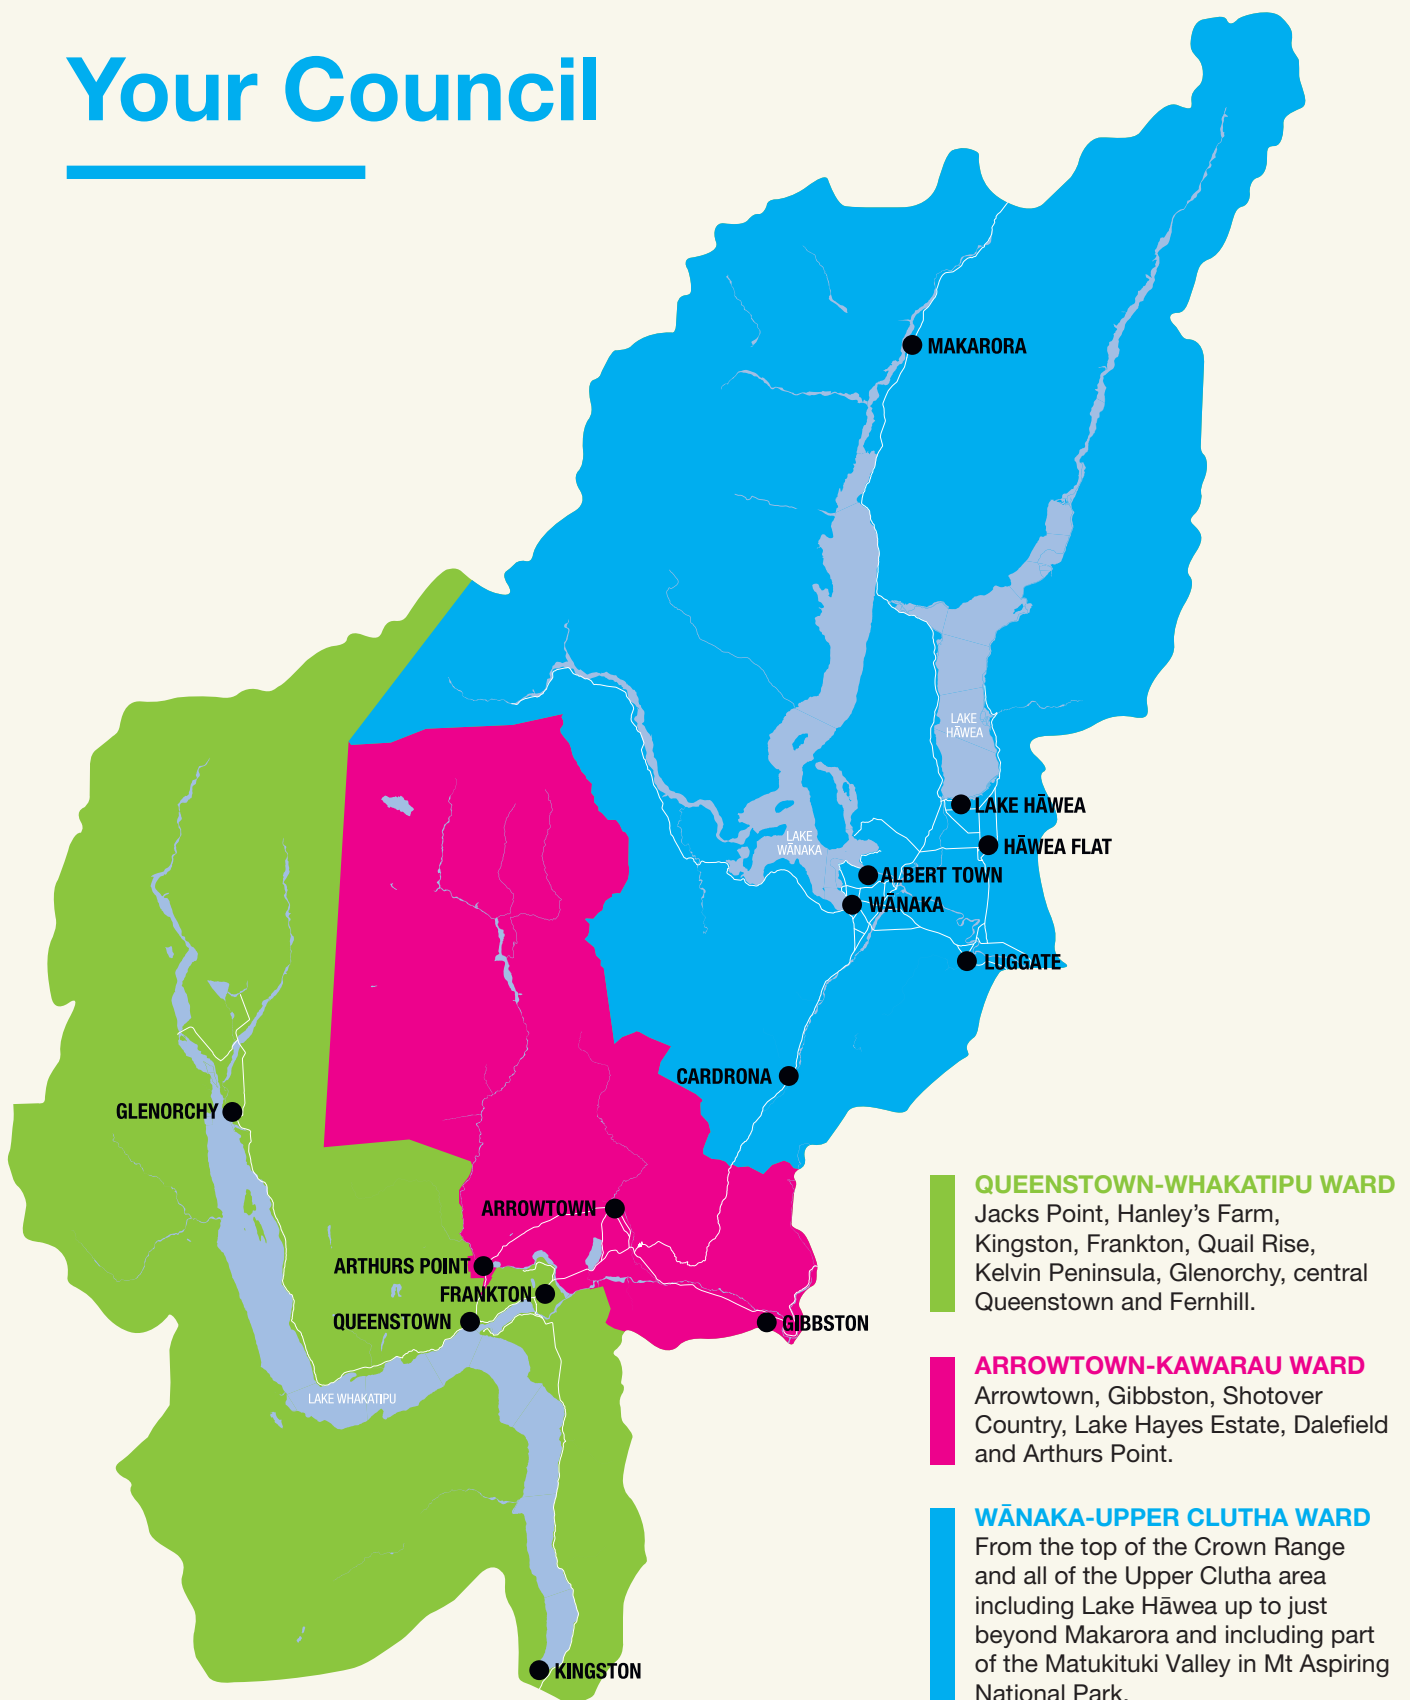 Your Council
MAKARORA
LAKE
HĀWEA
LAKE HĀWEA
LAKE
WĀNAKA
HĀWEA FLAT
ALBERT TOWN
WĀNAKA
LUGGATE
CARDRONA
GLENORCHY
ARROWTOWN
ARTHURS POINT
FRANKTON
QUEENSTOWN
GIBBSTON
LAKE WHAKATIPU
KINGSTON
QUEENSTOWN-WHAKATIPU WARD
Jacks Point, Hanley’s Farm,
Kingston, Frankton, Quail Rise,
Kelvin Peninsula, Glenorchy, central
Queenstown and Fernhill.
ARROWTOWN-KAWARAU WARD
Arrowtown, Gibbston, Shotover
Country, Lake Hayes Estate, Dalefield
and Arthurs Point.
WĀNAKA-UPPER CLUTHA WARD
From the top of the Crown Range
and all of the Upper Clutha area
including Lake Hāwea up to just
beyond Makarora and including part
of the Matukituki Valley in Mt Aspiring
National Park.